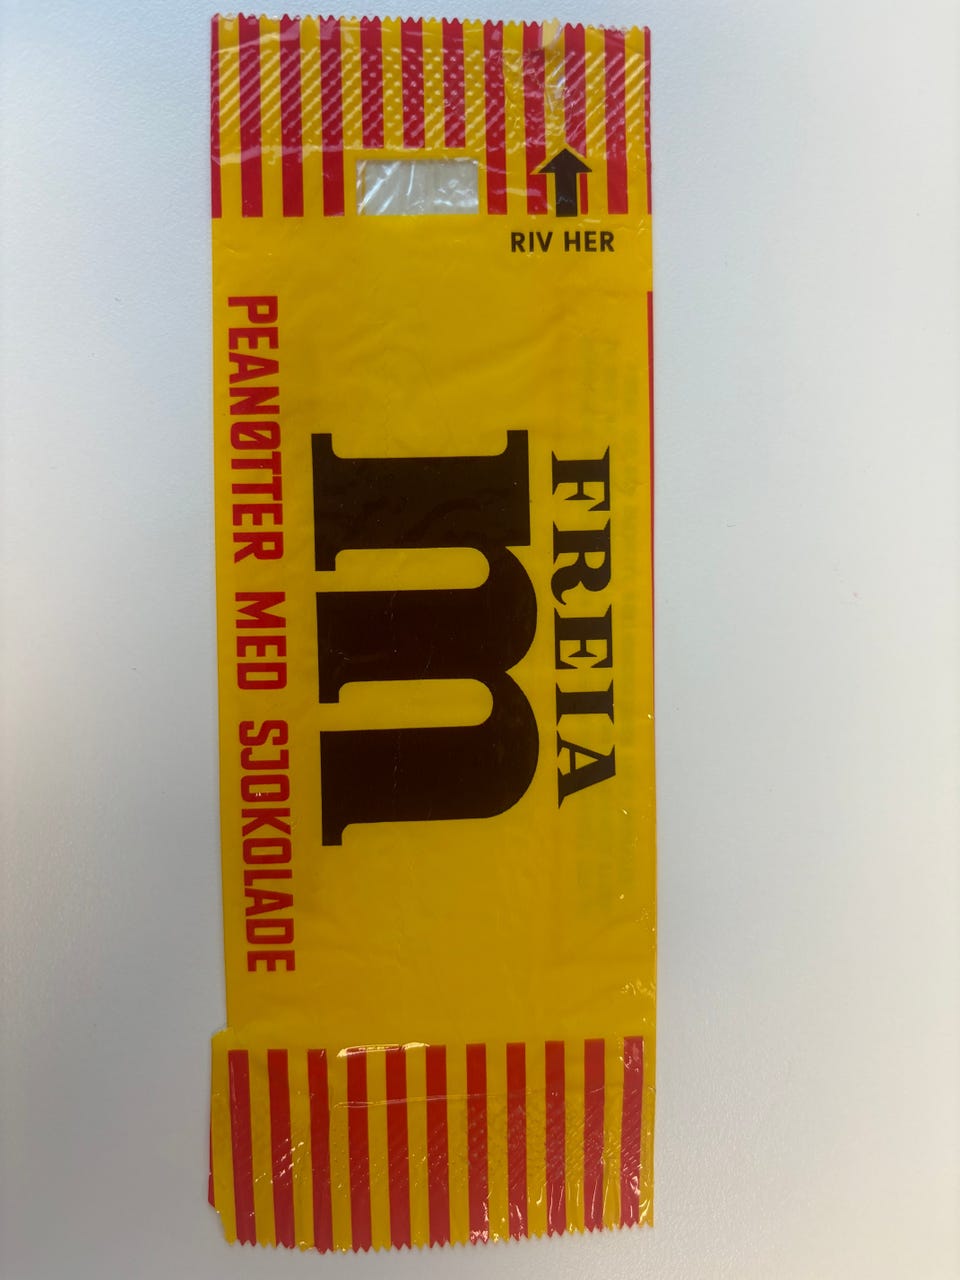 RIV HER
FREIA
m
PEANØTTER MED SJOKOLADE